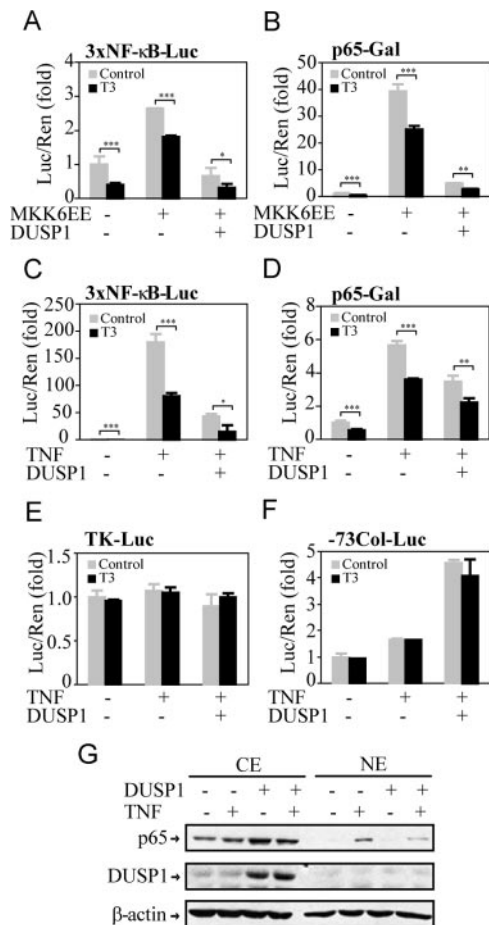 A
3xNF-κB-Luc
Control
T3
Luc/Ren (fold)
4
3
2
1
0
***
***
*
MKK6EE - + +
DUSP1 - - +
B
p65-Gal
Control
T3
Luc/Ren (fold)
50
40
30
20
10
0
***
***
**
MKK6EE - + +
DUSP1 - - +
C
3xNF-κB-Luc
Control
T3
Luc/Ren (fold)
250
200
150
100
50
0
***
***
*
TNF - + +
DUSP1 - - +
D
p65-Gal
Control
T3
Luc/Ren (fold)
8
6
4
2
0
***
***
**
TNF - + +
DUSP1 - - +
E
TK-Luc
Control
T3
Luc/Ren (fold)
1.5
1.0
0.5
0
TNF - + +
DUSP1 - - +
F
-73Col-Luc
Control
T3
Luc/Ren (fold)
5
4
2
1
0
TNF - + +
DUSP1 - - +
G
CE NE
DUSP1 - - + + - - + +
TNF - + - + - + - +
p65→
DUSP1→
β-actin→